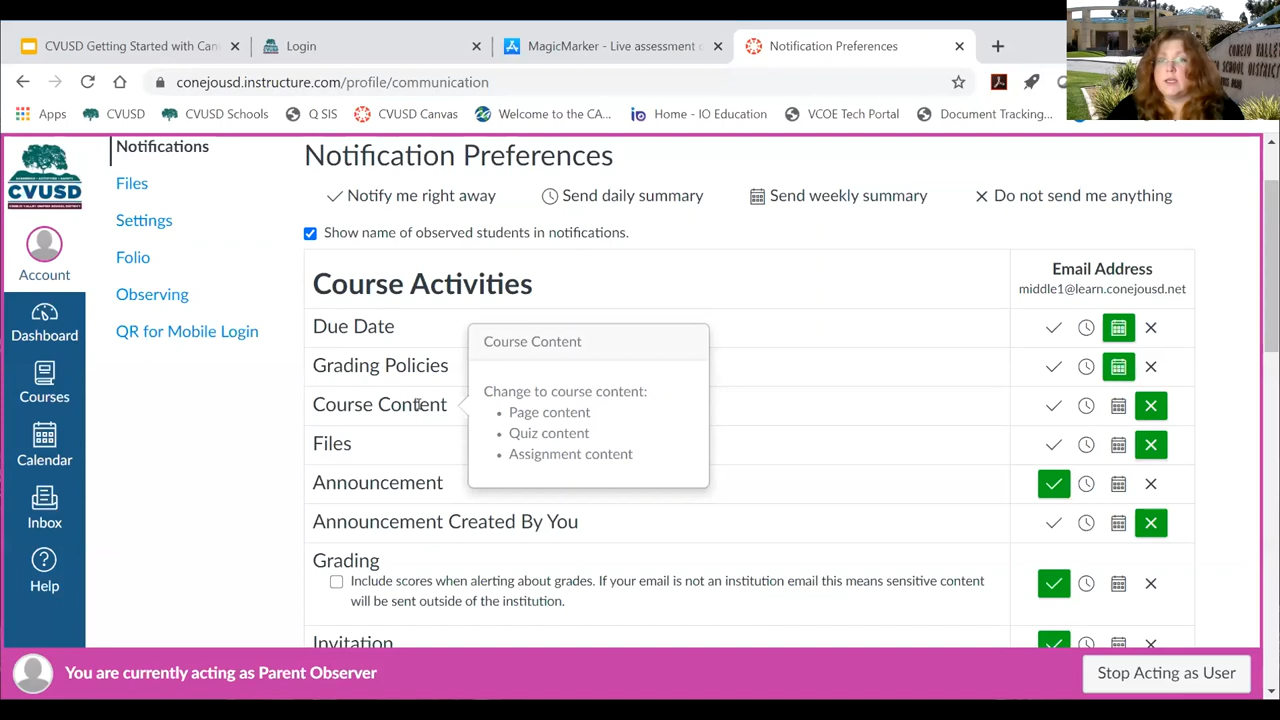 CVUSD Getting Started with Can
Login
MagicMarker - Live assessment o
Notification Preferences
conejousd.instructure.com/profile/communication
Apps
CVUSD
CVUSD Schools
Q SIS
CVUSD Canvas
Welcome to the CA...
Home - IO Education
VCOE Tech Portal
Document Tracking...
CONEJO VALLEY
CVUSD
Account
Dashboard
Courses
Calendar
Inbox
Help
Notifications
Files
Settings
Folio
Observing
QR for Mobile Login
Notification Preferences
Notify me right away
Send daily summary
Send weekly summary
Do not send me anything
Show name of observed students in notifications.
Course Activities
Email Address
middle1@learn.conejousd.net
Due Date
Grading Policies
Course Content
Files
Announcement
Announcement Created By You
Grading
Include scores when alerting about grades. If your email is not an institution email this means sensitive content
will be sent outside of the institution.
Invitation
Course Content
Change to course content:
• Page content
• Quiz content
• Assignment content
You are currently acting as Parent Observer
Stop Acting as User